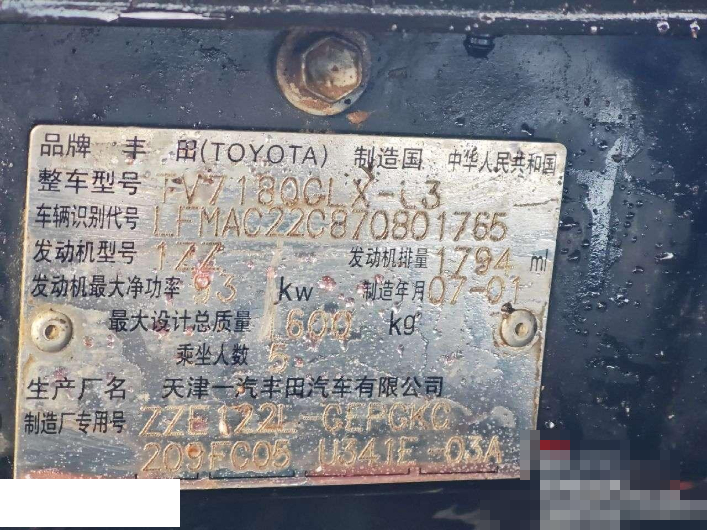 品牌 丰 田(TOYOTA) 制造国 中华人民共和国
整车型号 TV7180GLX-L3
车辆识别代号 LFMAC22C870801765
发动机型号 1ZZ 发动机排量 1794 ml
发动机最大净功率 93 kw 制造年月 07-01
最大设计总质量 1600 kg
乘坐人数 5
生产厂名 天津一汽丰田汽车有限公司
制造厂专用号 ZZE122L-GEPGKC
209FC05 U341E -03A